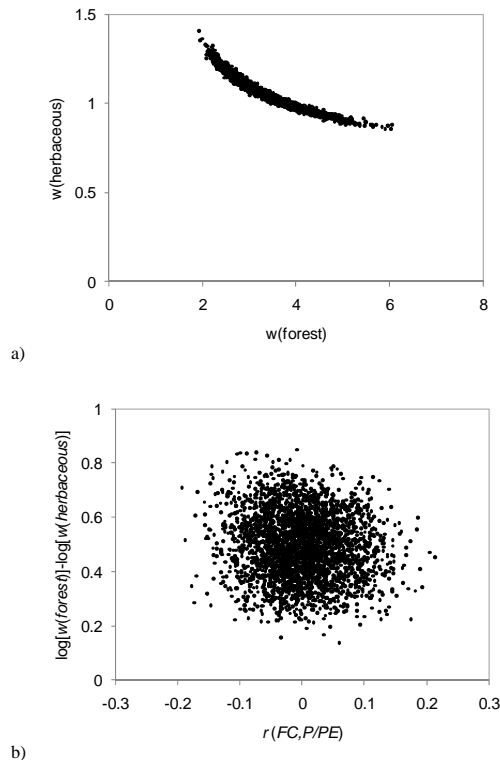 1.5
1
0.5
0
w(herbaceous)
0 2 4 6 8
w(forest)
a)
1
0.8
0.6
0.4
0.2
0
log[w(forest)]-log[w(herbaceous)]
-0.3 -0.2 -0.1 0 0.1 0.2 0.3
r(FC,P/PE)
b)